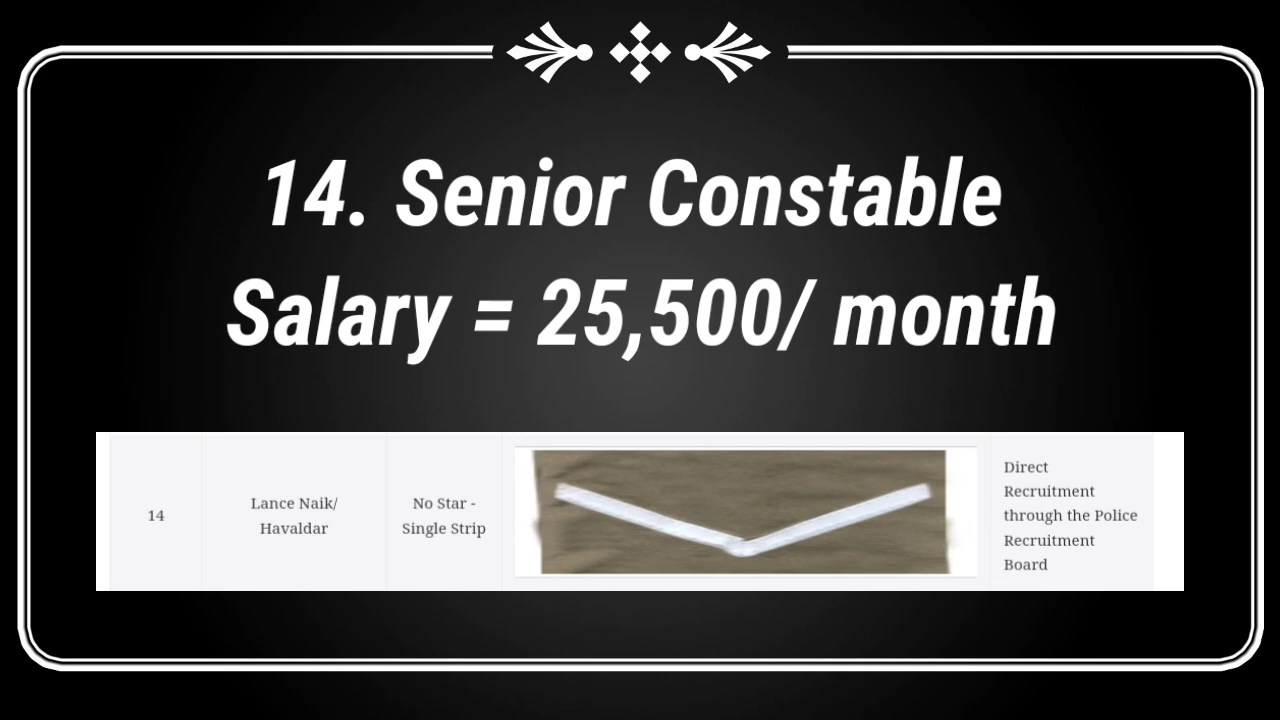 14. Senior Constable
Salary = 25,500/ month
14
Lance Naik/
Havaldar
No Star -
Single Strip
Direct
Recruitment
through the Police
Recruitment
Board